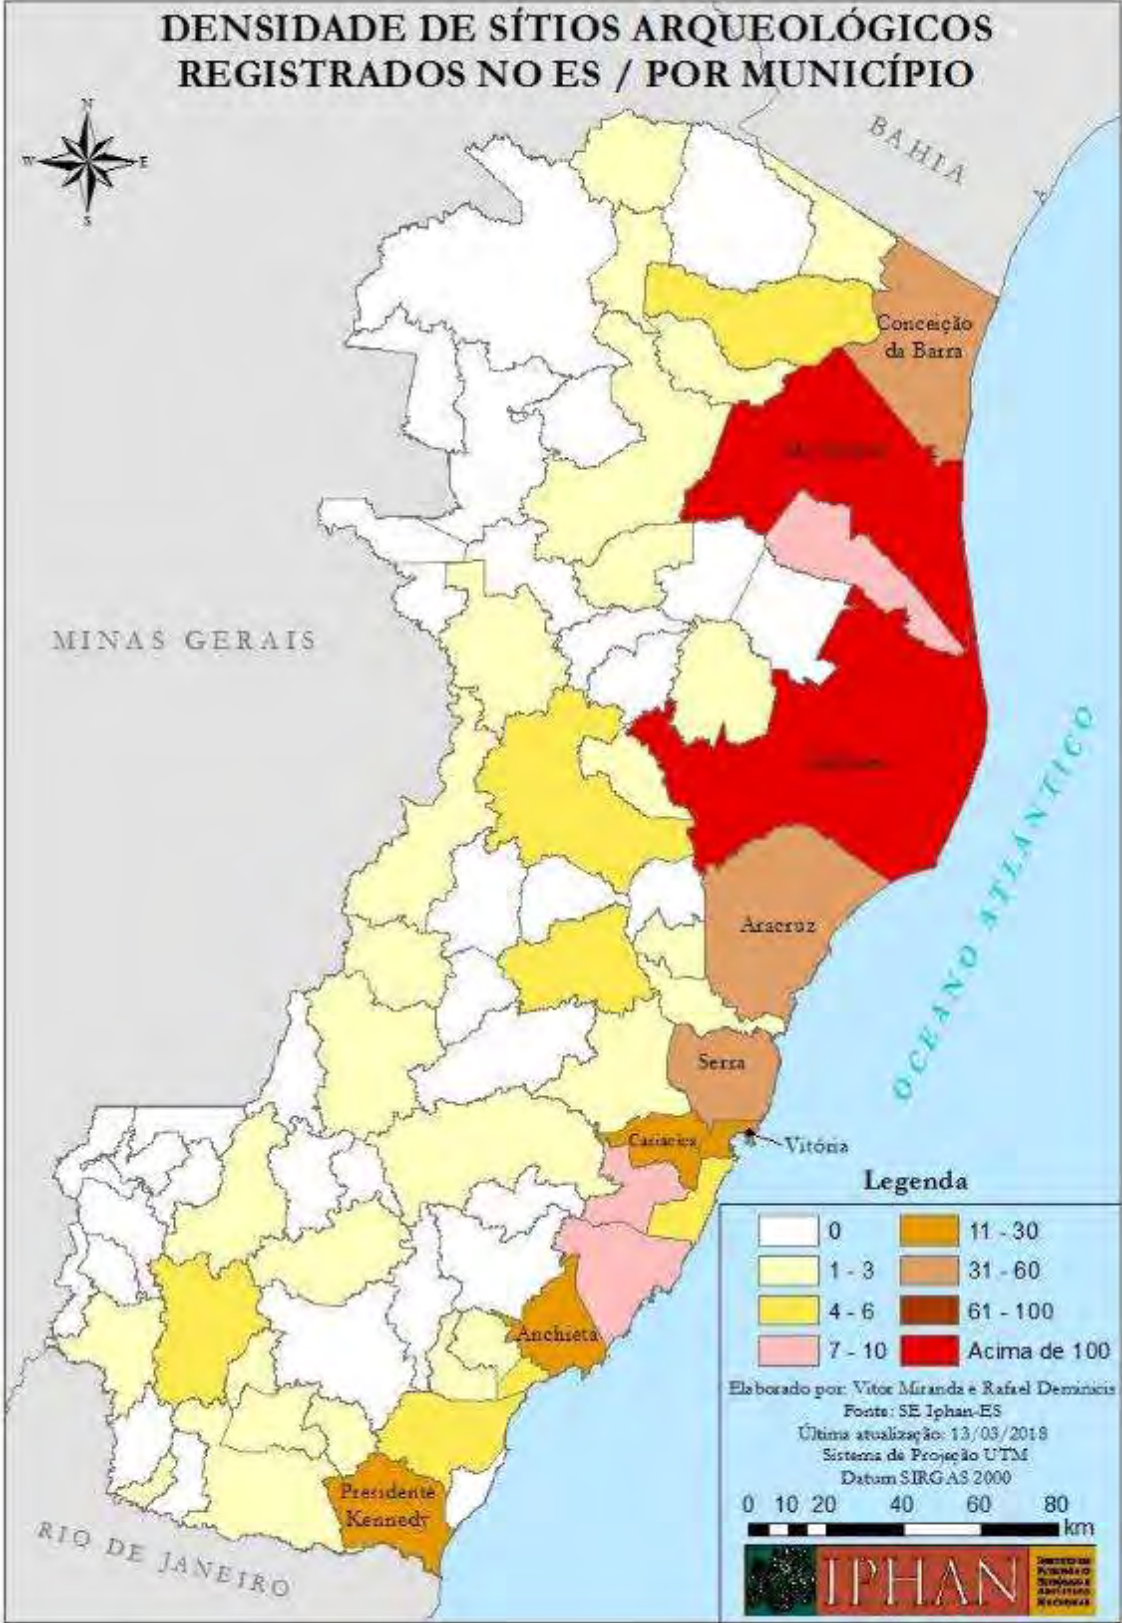 DENSIDADE DE SÍTIOS ARQUEOLÓGICOS
REGISTRADOS NO ES / POR MUNICÍPIO
N
W
E
S
BAHIA
Conceição
da Barra
MINAS GERAIS
OCEANO ATLANTICO
Aracruz
Serra
Cariacica
Vitória
Anchieta
Presidente
Kennedy
RIO DE JANEIRO
Legenda
0
1 - 3
4 - 6
7 - 10
11 - 30
31 - 60
61 - 100
Acima de 100
Elaborado por: Vitor Miranda e Rafael Deminicis
Fonte: SE Iphan-ES
Última atualização: 13/03/2018
Sistema de Projeção UTM
Datum SIRGAS 2000
0 10 20 40 60 80
km
IPHAN